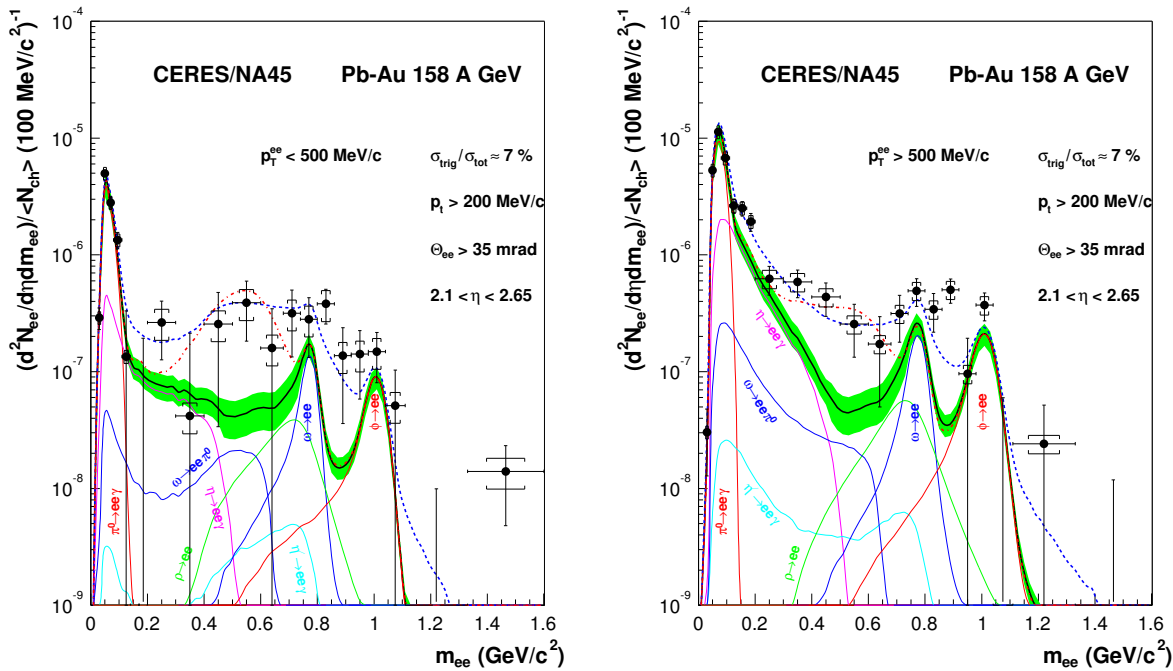 CERES/NA45 Pb-Au 158 A GeV
p_T^ee < 500 MeV/c
σ_trig/σ_tot ≈ 7 %
p_t > 200 MeV/c
Θ_ee > 35 mrad
2.1 < η < 2.65
η→eeγ
ω→ee π⁰
π⁰→eeγ
ρ→ee
η'→eeγ
ω→ee
φ→ee
(d²N_ee/dηdm_ee)/<N_ch> (100 MeV/c²)⁻¹
10⁻⁴
10⁻⁵
10⁻⁶
10⁻⁷
10⁻⁸
10⁻⁹
0 0.2 0.4 0.6 0.8 1 1.2 1.4 1.6
m_ee (GeV/c²)
CERES/NA45 Pb-Au 158 A GeV
p_T^ee > 500 MeV/c
σ_trig/σ_tot ≈ 7 %
p_t > 200 MeV/c
Θ_ee > 35 mrad
2.1 < η < 2.65
η→eeγ
ω→eeπ⁰
η'→eeγ
π⁰→eeγ
ρ→ee
ω→ee
φ→ee
(d²N_ee/dηdm_ee)/<N_ch> (100 MeV/c²)⁻¹
10⁻⁴
10⁻⁵
10⁻⁶
10⁻⁷
10⁻⁸
10⁻⁹
0 0.2 0.4 0.6 0.8 1 1.2 1.4 1.6
m_ee (GeV/c²)